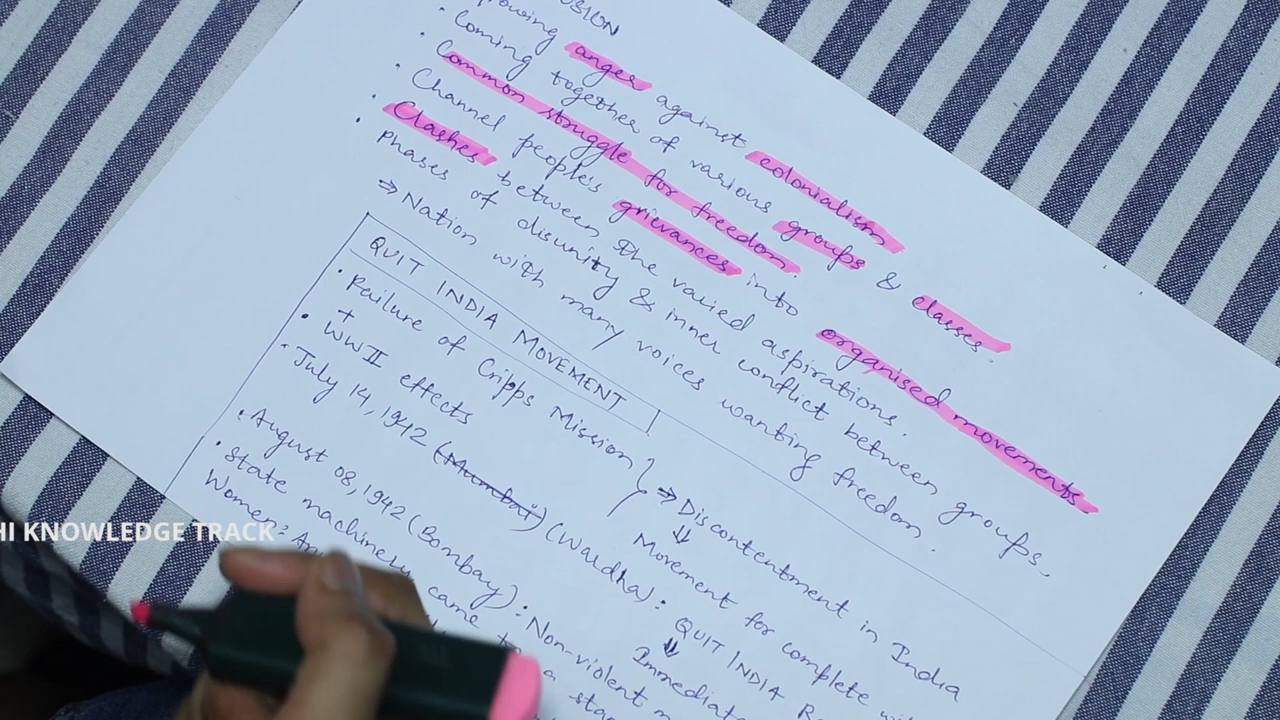 Growing anger against colonialism
Coming together of various groups & classes.
Common struggle for freedom.
Channel people's grievances into organised movements
Clashes between the varied aspirations.
Phases of disunity & inner conflict between groups.
⇒ Nation with many voices wanting freedom.
QUIT INDIA MOVEMENT
Failure of Cripps Mission
+
WW II effects
} ⇒ Discontentment in India
⇓
Movement for complete
July 14, 1942 (Mumbai) (Wardha): QUIT INDIA
⇓
Immediate
August 08, 1942 (Bombay): Non-violent
State machinery came to a
Women:
HI KNOWLEDGE TRACK